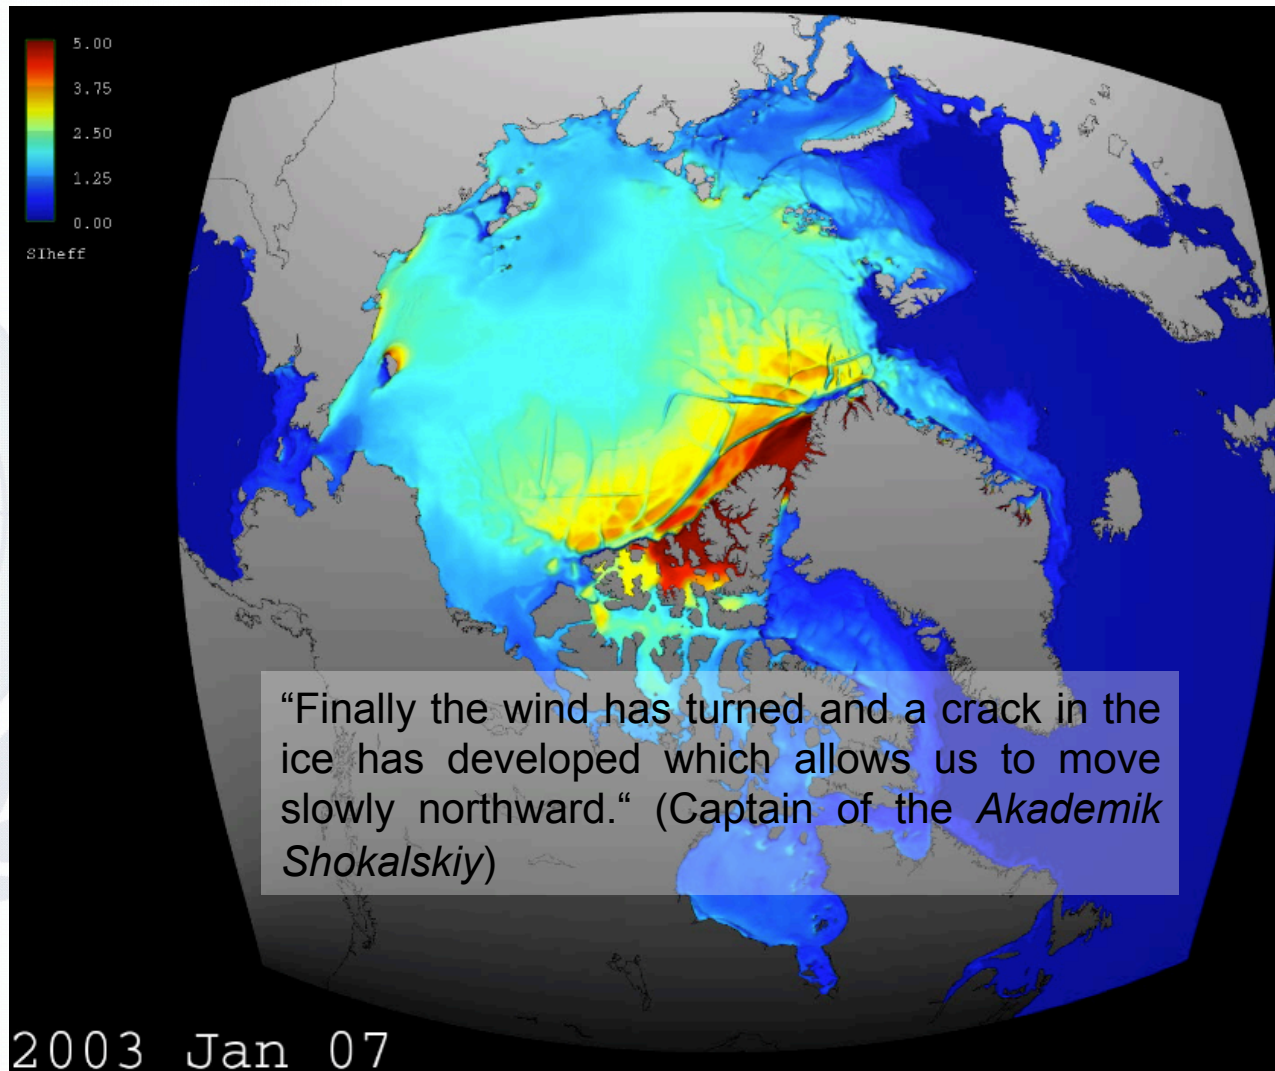 5.00
3.75
2.50
1.25
0.00
SIheff
“Finally the wind has turned and a crack in the
ice has developed which allows us to move
slowly northward.“ (Captain of the Akademik
Shokalskiy)
2003 Jan 07